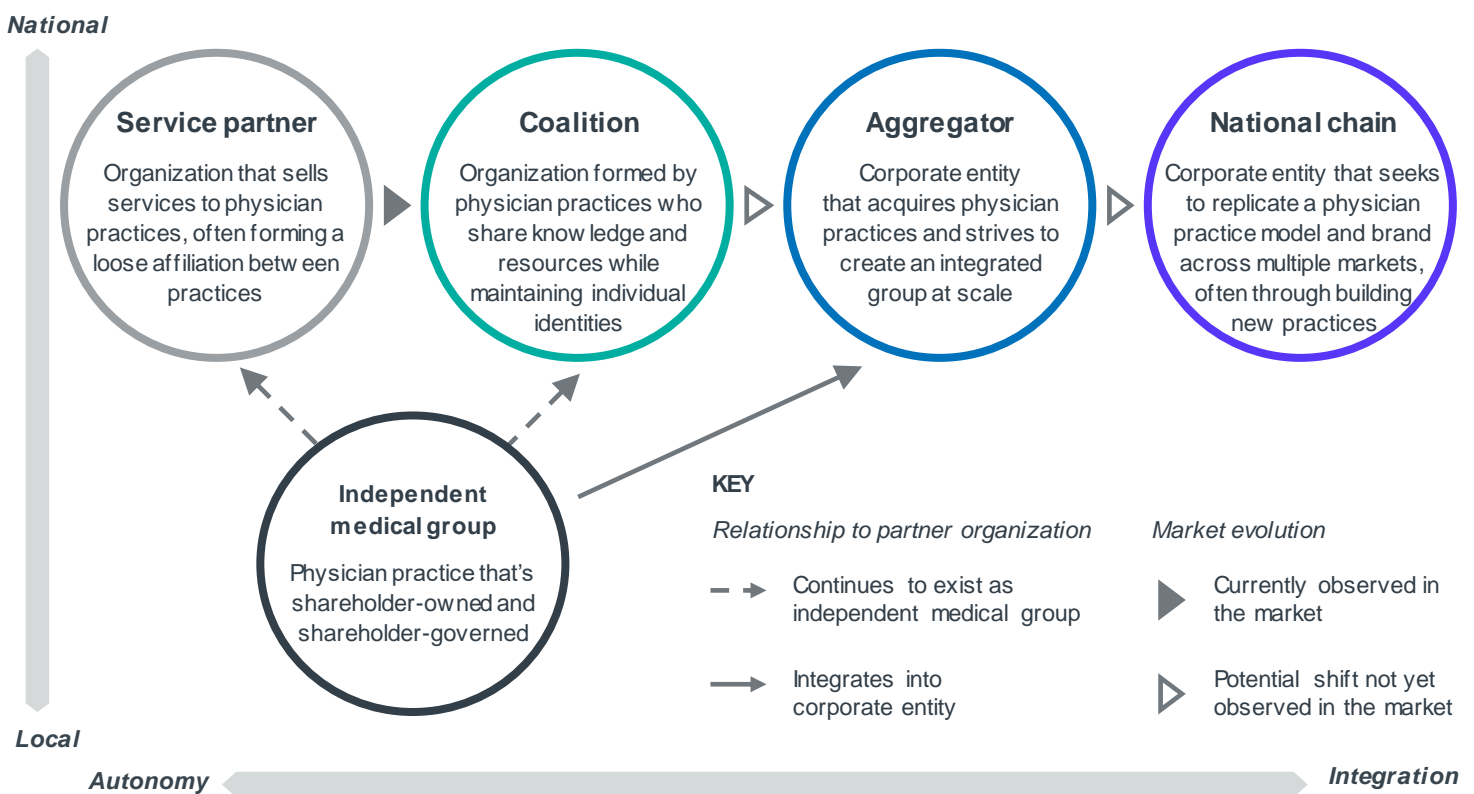 National
Service partner
Organization that sells
services to physician
practices, often forming a
loose affiliation between
practices
Coalition
Organization formed by
physician practices who
share knowledge and
resources while
maintaining individual
identities
Aggregator
Corporate entity
that acquires physician
practices and strives to
create an integrated
group at scale
National chain
Corporate entity that seeks
to replicate a physician
practice model and brand
across multiple markets,
often through building
new practices
Independent
medical group
Physician practice that's
shareholder-owned and
shareholder-governed
KEY
Relationship to partner organization
Continues to exist as
independent medical group
Integrates into
corporate entity
Market evolution
Currently observed in
the market
Potential shift not yet
observed in the market
Local
Autonomy
Integration